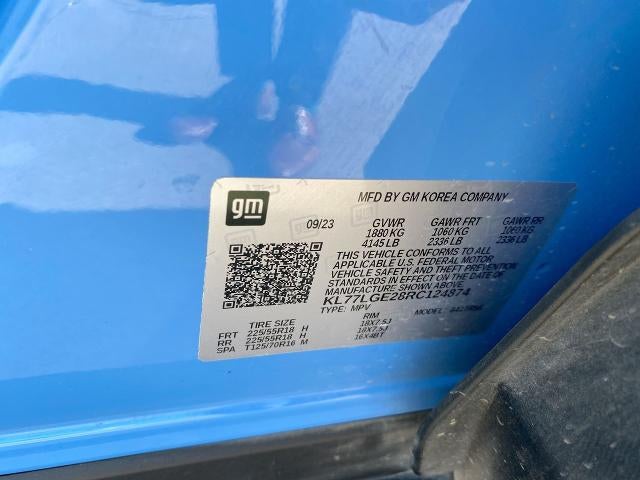 gm
MFD BY GM KOREA COMPANY
09/23 GVWR GAWR FRT GAWR RR
1880 KG 1060 KG 1060 KG
4145 LB 2336 LB 2336 LB
THIS VEHICLE CONFORMS TO ALL
APPLICABLE U.S. FEDERAL MOTOR
VEHICLE SAFETY AND THEFT PREVENTION
STANDARDS IN EFFECT ON THE DATE OF
MANUFACTURE SHOWN ABOVE.
KL77LGE28RC124874
TYPE: MPV MODEL:
TIRE SIZE RIM
FRT 225/55R18 H 18X7.5J
RR 225/55R18 H 18X7.5J
SPA T125/70R16 M 16X4BT